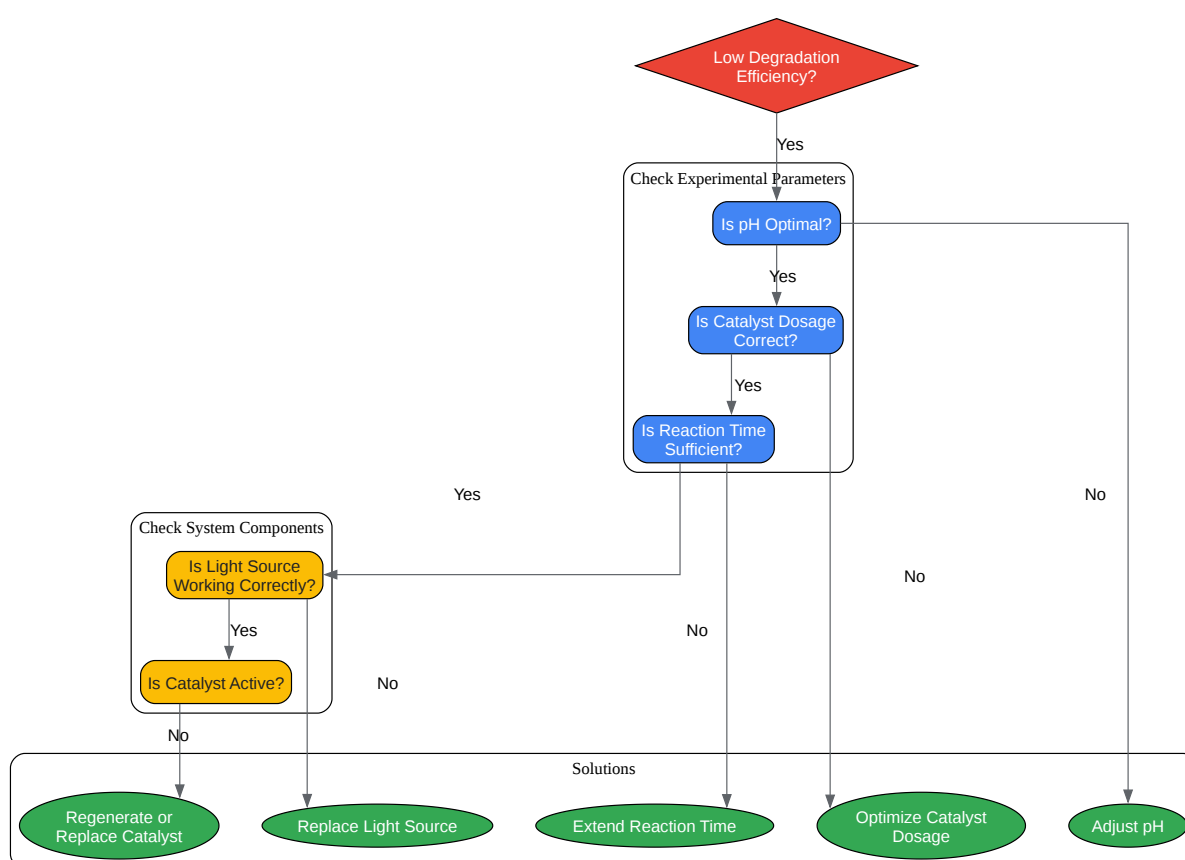 Low Degradation
Efficiency?
Yes
Check Experimental Parameters
Is pH Optimal?
Yes
Is Catalyst Dosage
Correct?
Yes
Is Reaction Time
Sufficient?
Yes
No
Check System Components
Is Light Source
Working Correctly?
No
Yes
No
Is Catalyst Active?
No
No
Solutions
Regenerate or
Replace Catalyst
Replace Light Source
Extend Reaction Time
Optimize Catalyst
Dosage
Adjust pH